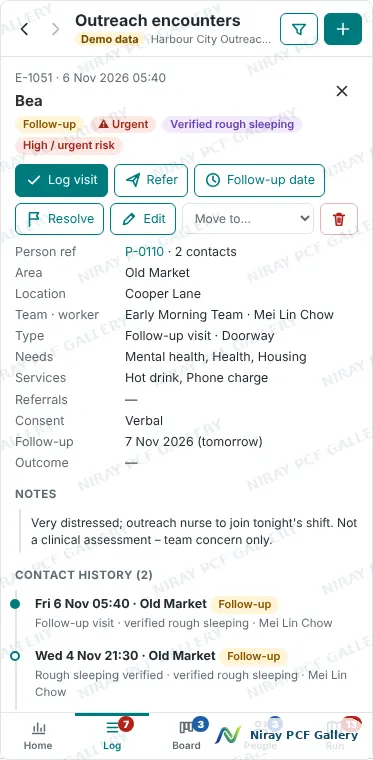 Outreach encounters
Demo data Harbour City Outreac...
E-1051 · 6 Nov 2026 05:40
Bea
Follow-up Urgent Verified rough sleeping
High / urgent risk
Log visit Refer Follow-up date
Resolve Edit Move to...
Person ref P-0110 · 2 contacts
Area Old Market
Location Cooper Lane
Team · worker Early Morning Team · Mei Lin Chow
Type Follow-up visit · Doorway
Needs Mental health, Health, Housing
Services Hot drink, Phone charge
Referrals —
Consent Verbal
Follow-up 7 Nov 2026 (tomorrow)
Outcome —
NOTES
Very distressed; outreach nurse to join tonight's shift. Not
a clinical assessment – team concern only.
CONTACT HISTORY (2)
Fri 6 Nov 05:40 · Old Market Follow-up
Follow-up visit · verified rough sleeping · Mei Lin Chow
Wed 4 Nov 21:30 · Old Market Follow-up
Rough sleeping verified · verified rough sleeping · Mei Lin
Chow
7 3 3 13
Home Log Board People Run
Niray PCF Gallery
NIRAY PCF GALLERY